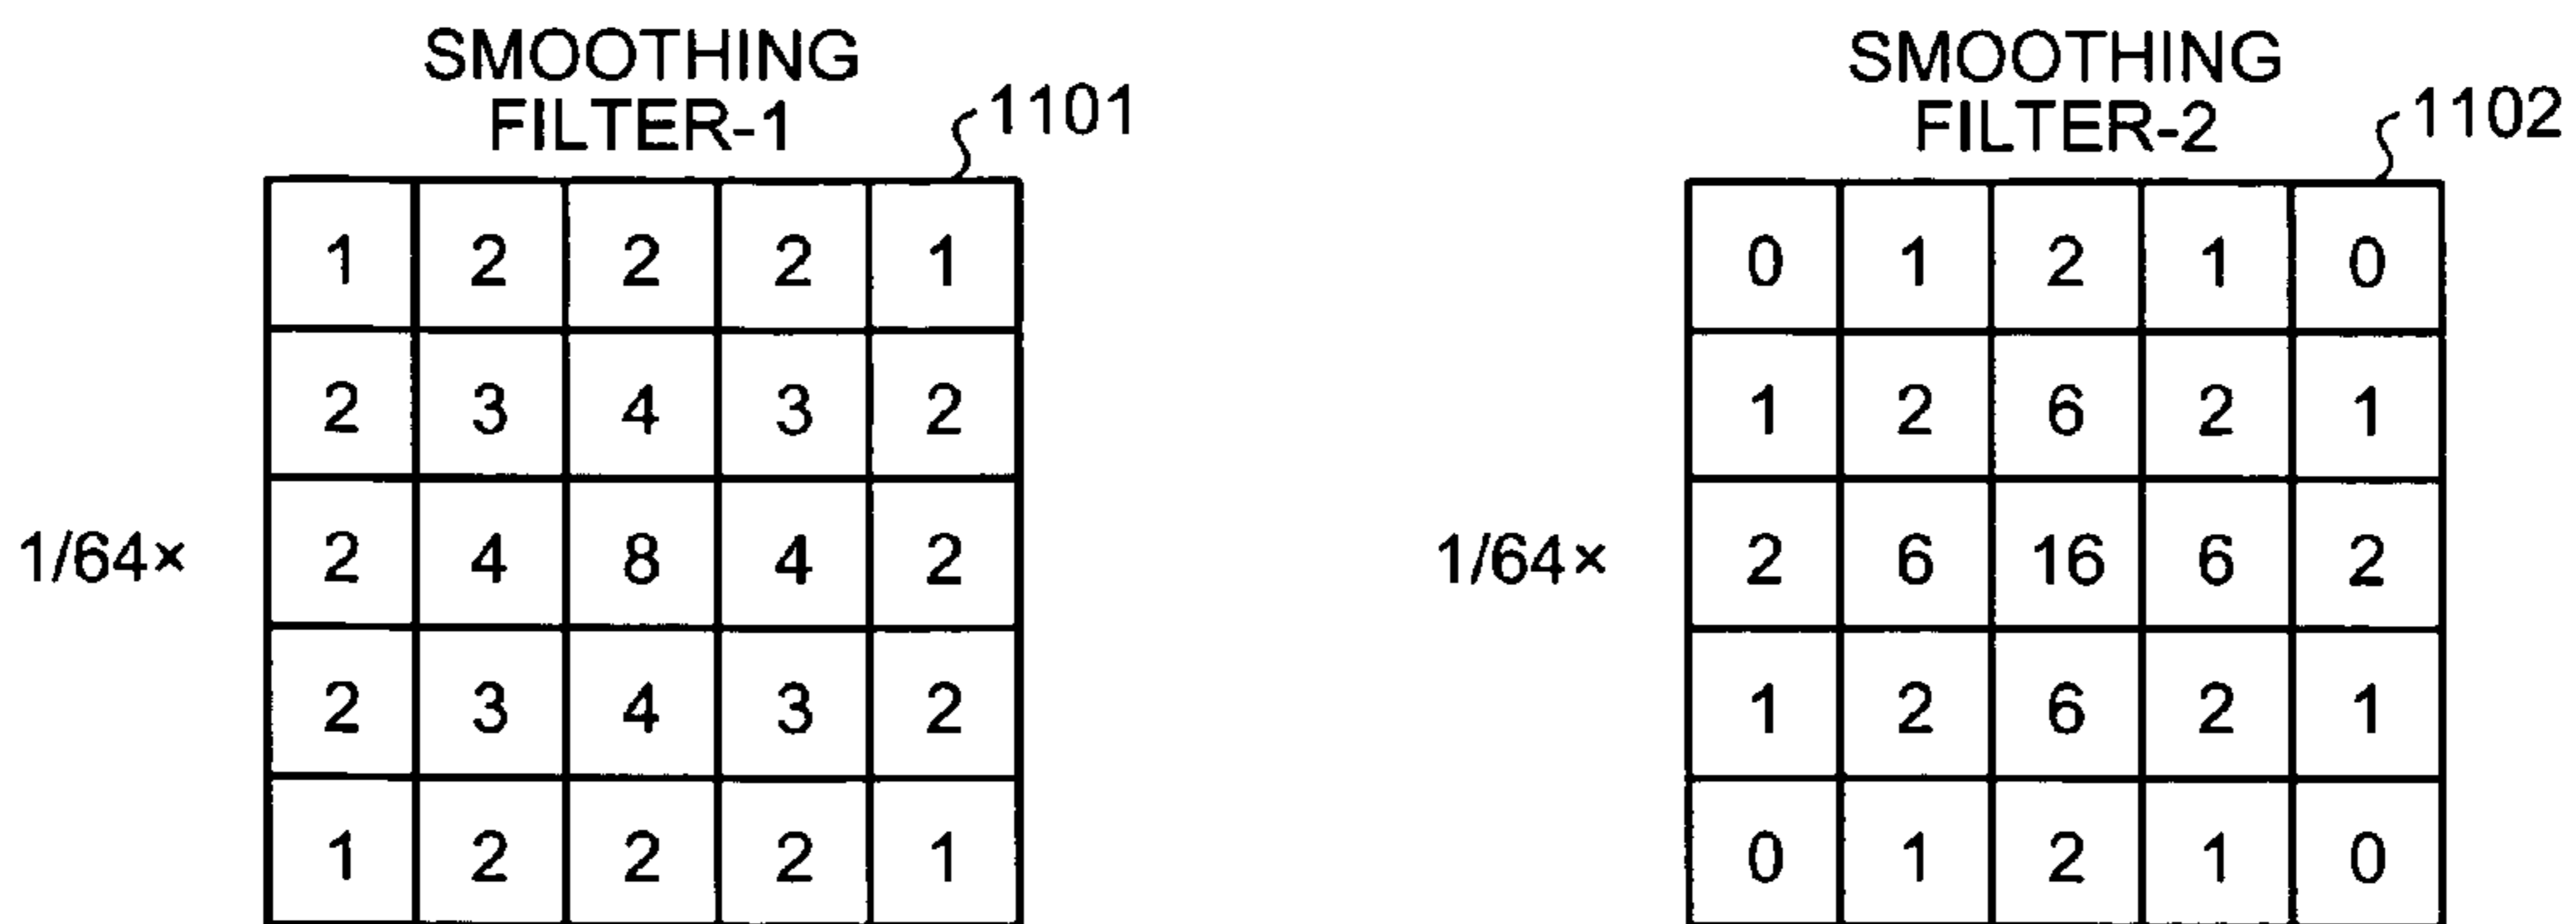 SMOOTHING
FILTER-1
1101
1 2 2 2 1
2 3 4 3 2
1/64× 2 4 8 4 2
2 3 4 3 2
1 2 2 2 1
SMOOTHING
FILTER-2
1102
0 1 2 1 0
1 2 6 2 1
1/64× 2 6 16 6 2
1 2 6 2 1
0 1 2 1 0